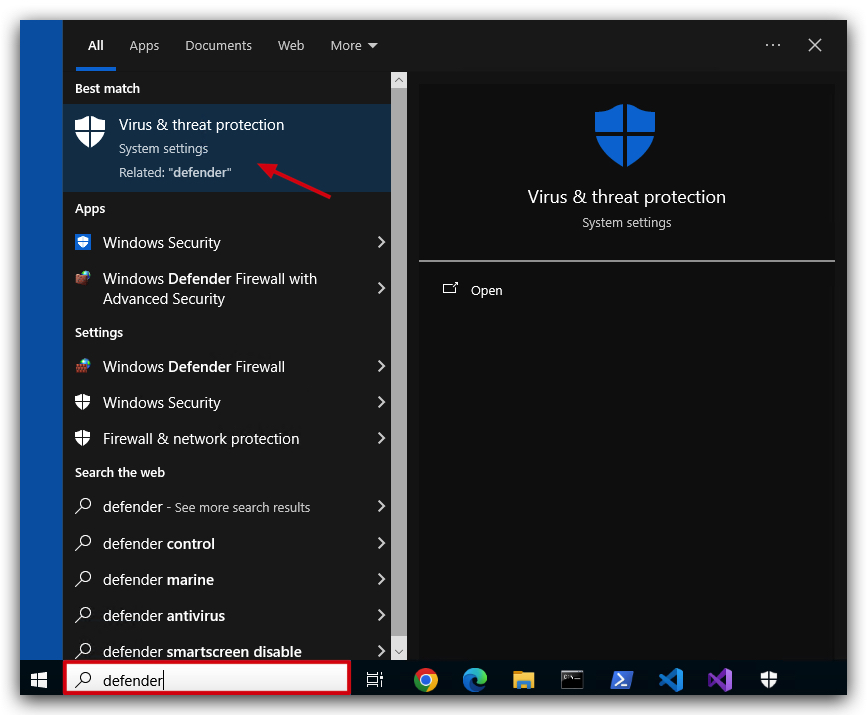 All Apps Documents Web More
Best match
Virus & threat protection
System settings
Related: "defender"
Apps
Windows Security
Windows Defender Firewall with
Advanced Security
Settings
Windows Defender Firewall
Windows Security
Firewall & network protection
Search the web
defender - See more search results
defender control
defender marine
defender antivirus
defender smartscreen disable
defender
Virus & threat protection
System settings
Open